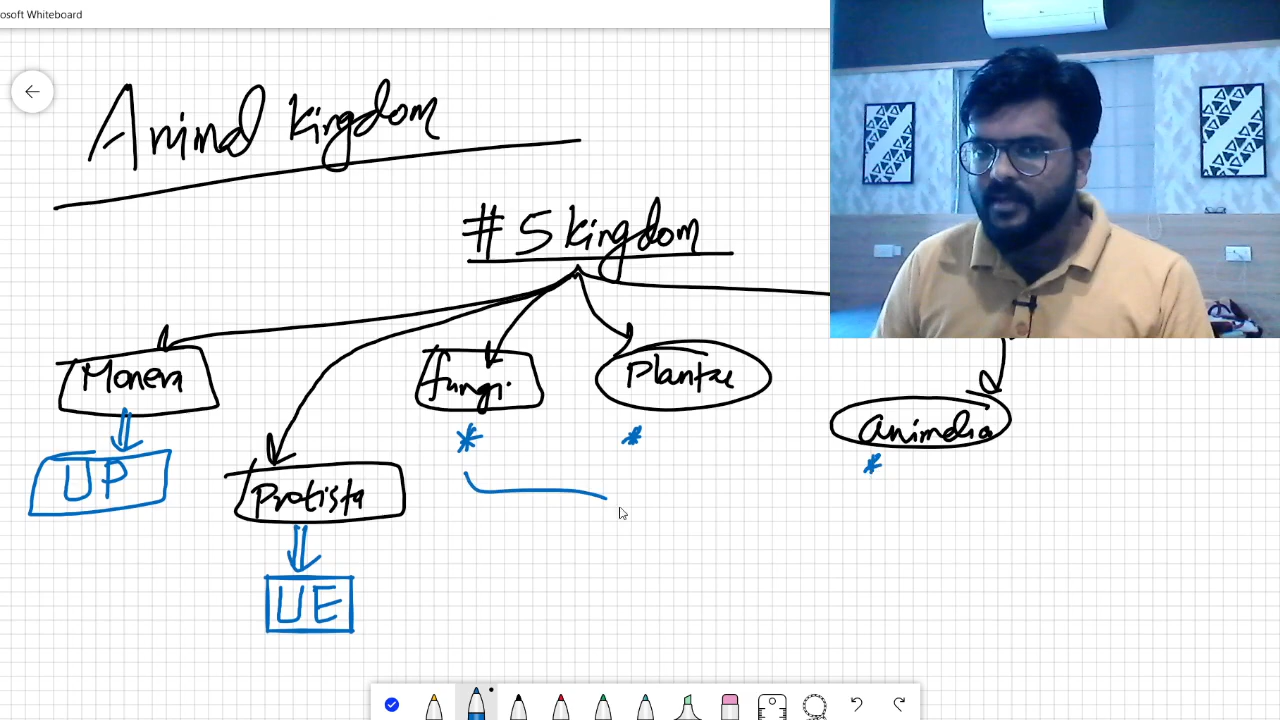 osoft Whiteboard
Animal kingdom
# 5 kingdom
Monera
fungi
Plantae
animalia
UP
Protista
UE